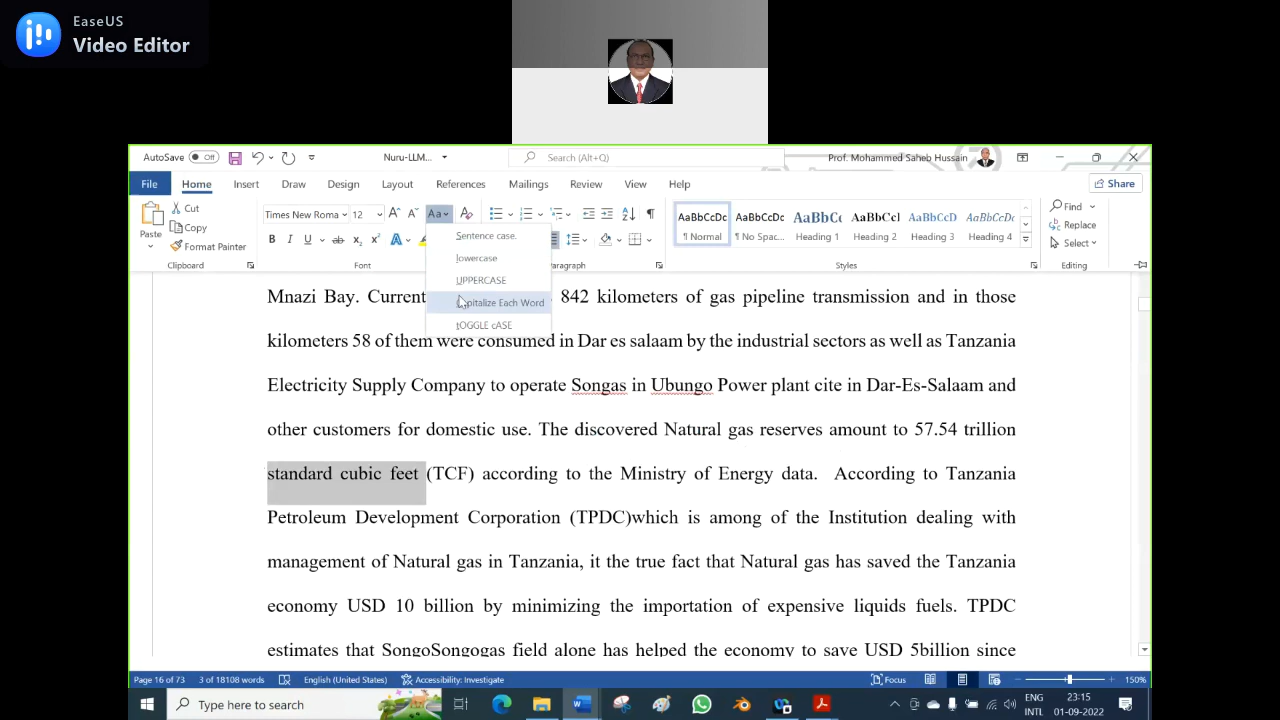 EaseUS
Video Editor
AutoSave Off Nuru-LLM... Search (Alt+Q) Prof. Mohammed Saheb Hussain
File Home Insert Draw Design Layout References Mailings Review View Help Share
Paste Cut Copy Format Painter
Clipboard
Times New Roma 12 Aa
Font
Sentence case.
lowercase
UPPERCASE
Capitalize Each Word
tOGGLE cASE
AaBbCcDc AaBbCcDc AaBbC AaBbCcl AaBbCcD AaBbCcDc
Normal No Spac... Heading 1 Heading 2 Heading 3 Heading 4
Styles
Find
Replace
Select
Editing
Mnazi Bay. Current 842 kilometers of gas pipeline transmission and in those
kilometers 58 of them were consumed in Dar es salaam by the industrial sectors as well as Tanzania
Electricity Supply Company to operate Songas in Ubungo Power plant cite in Dar-Es-Salaam and
other customers for domestic use. The discovered Natural gas reserves amount to 57.54 trillion
standard cubic feet (TCF) according to the Ministry of Energy data. According to Tanzania
Petroleum Development Corporation (TPDC)which is among of the Institution dealing with
management of Natural gas in Tanzania, it the true fact that Natural gas has saved the Tanzania
economy USD 10 billion by minimizing the importation of expensive liquids fuels. TPDC
estimates that SongoSongogas field alone has helped the economy to save USD 5billion since
Page 16 of 73 3 of 18108 words English (United States) Accessibility: Investigate Focus 150%
Type here to search
ENG
INTL
23:15
01-09-2022